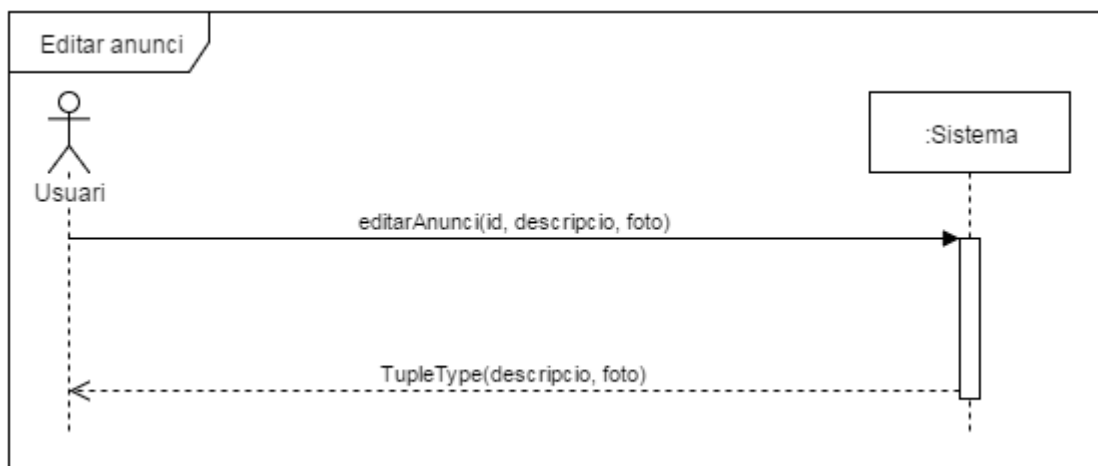 Editar anunci
:Sistema
Usuari
editarAnunci(id, descripcio, foto)
TupleType(descripcio, foto)